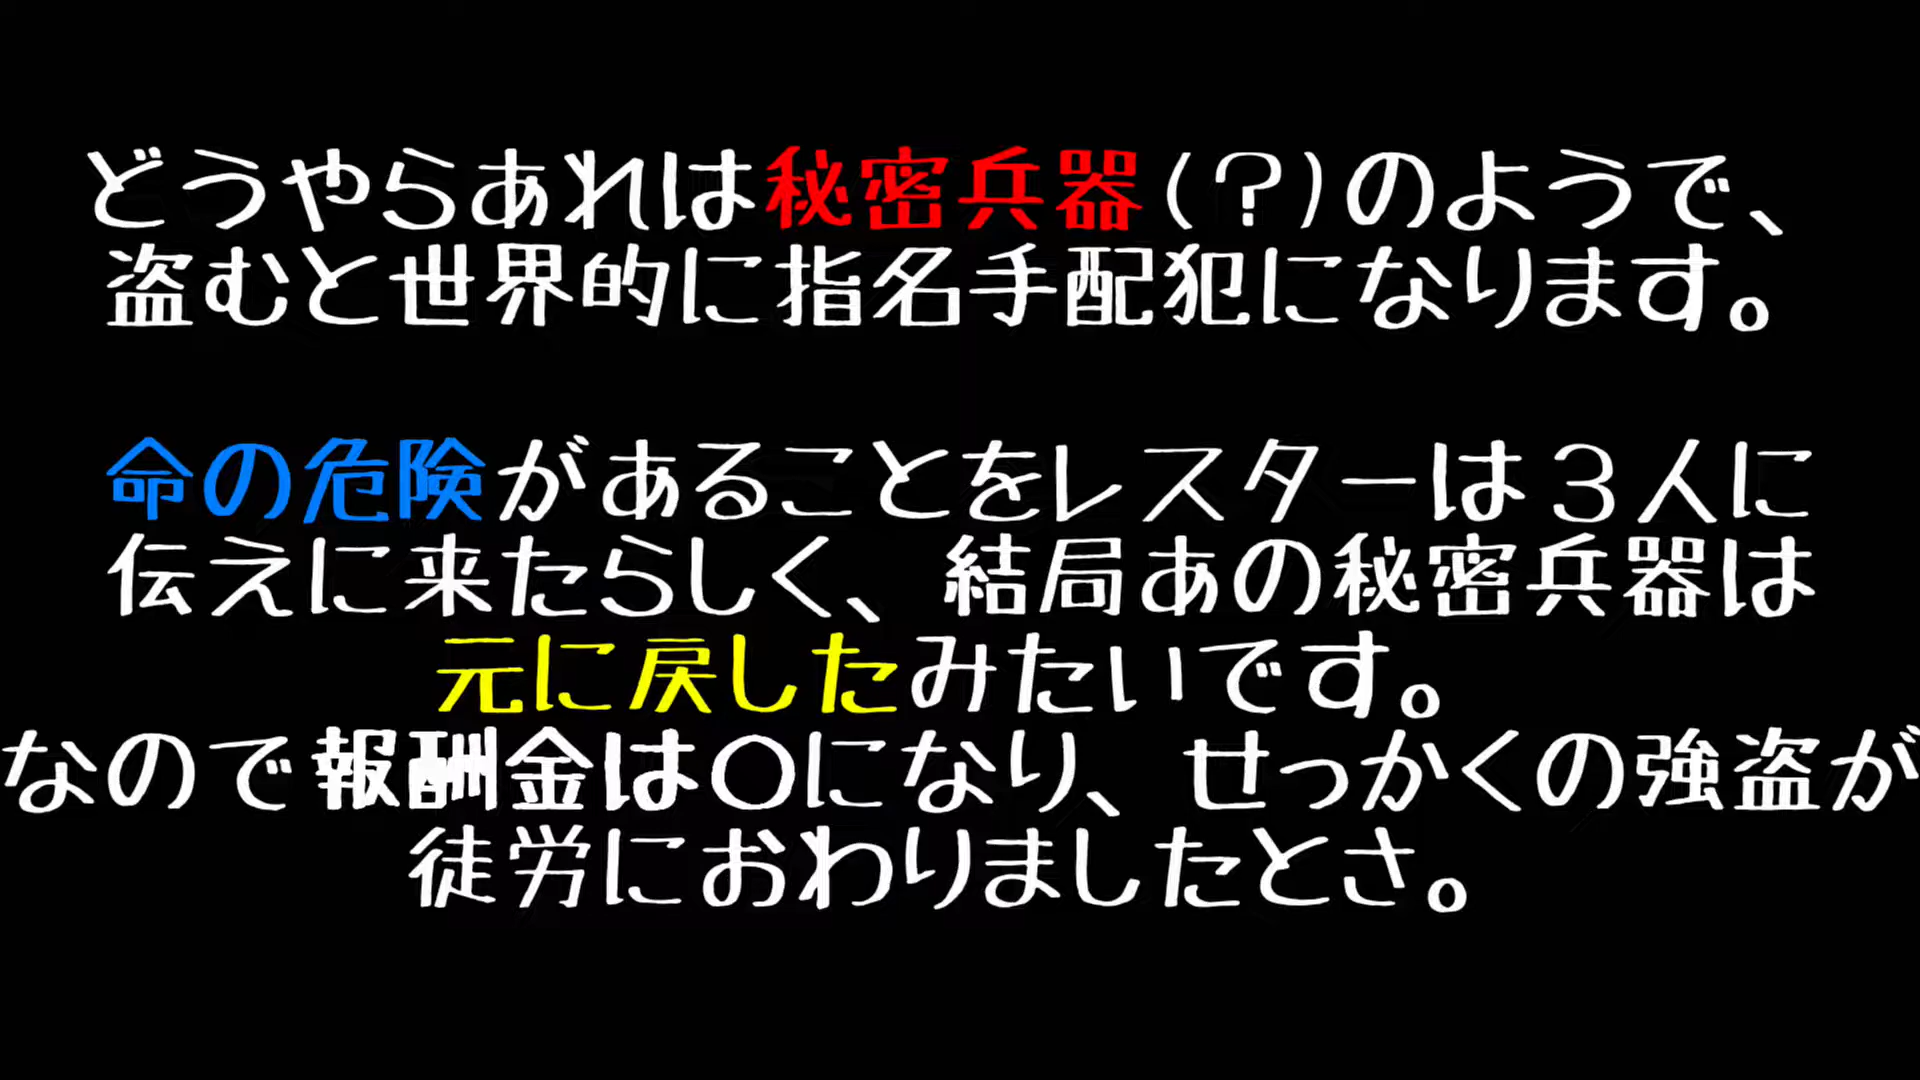 どうやらあれは秘密兵器(？)のようで、
盗むと世界的に指名手配犯になります。
命の危険があることをレスターは３人に
伝えに来たらしく、結局あの秘密兵器は
元に戻したみたいです。
なので報酬金は〇になり、せっかくの強盗が
徒労におわりましたとさ。